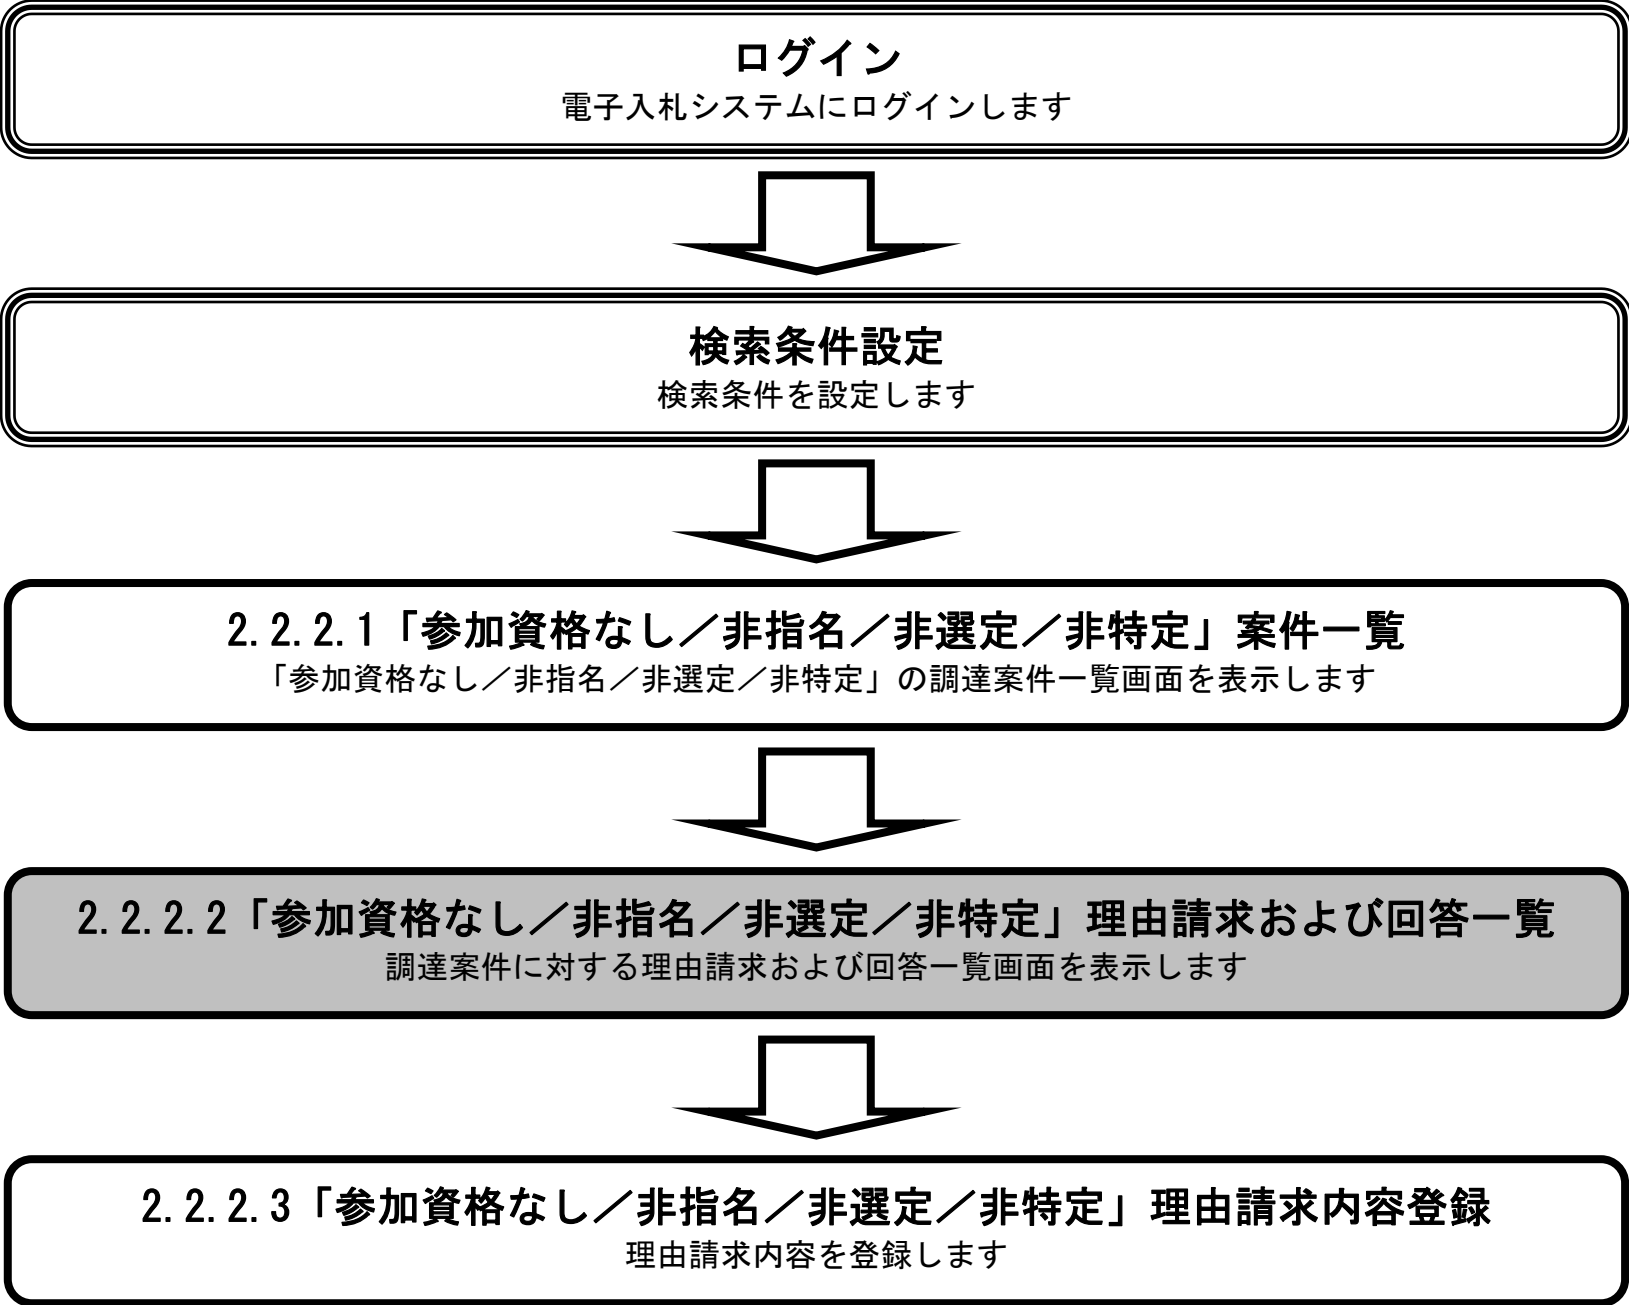 ログイン
電子入札システムにログインします
検索条件設定
検索条件を設定します
2.2.2.1「参加資格なし／非指名／非選定／非特定」案件一覧
「参加資格なし／非指名／非選定／非特定」の調達案件一覧画面を表示します
2.2.2.2「参加資格なし／非指名／非選定／非特定」理由請求および回答一覧
調達案件に対する理由請求および回答一覧画面を表示します
2.2.2.3「参加資格なし／非指名／非選定／非特定」理由請求内容登録
理由請求内容を登録します